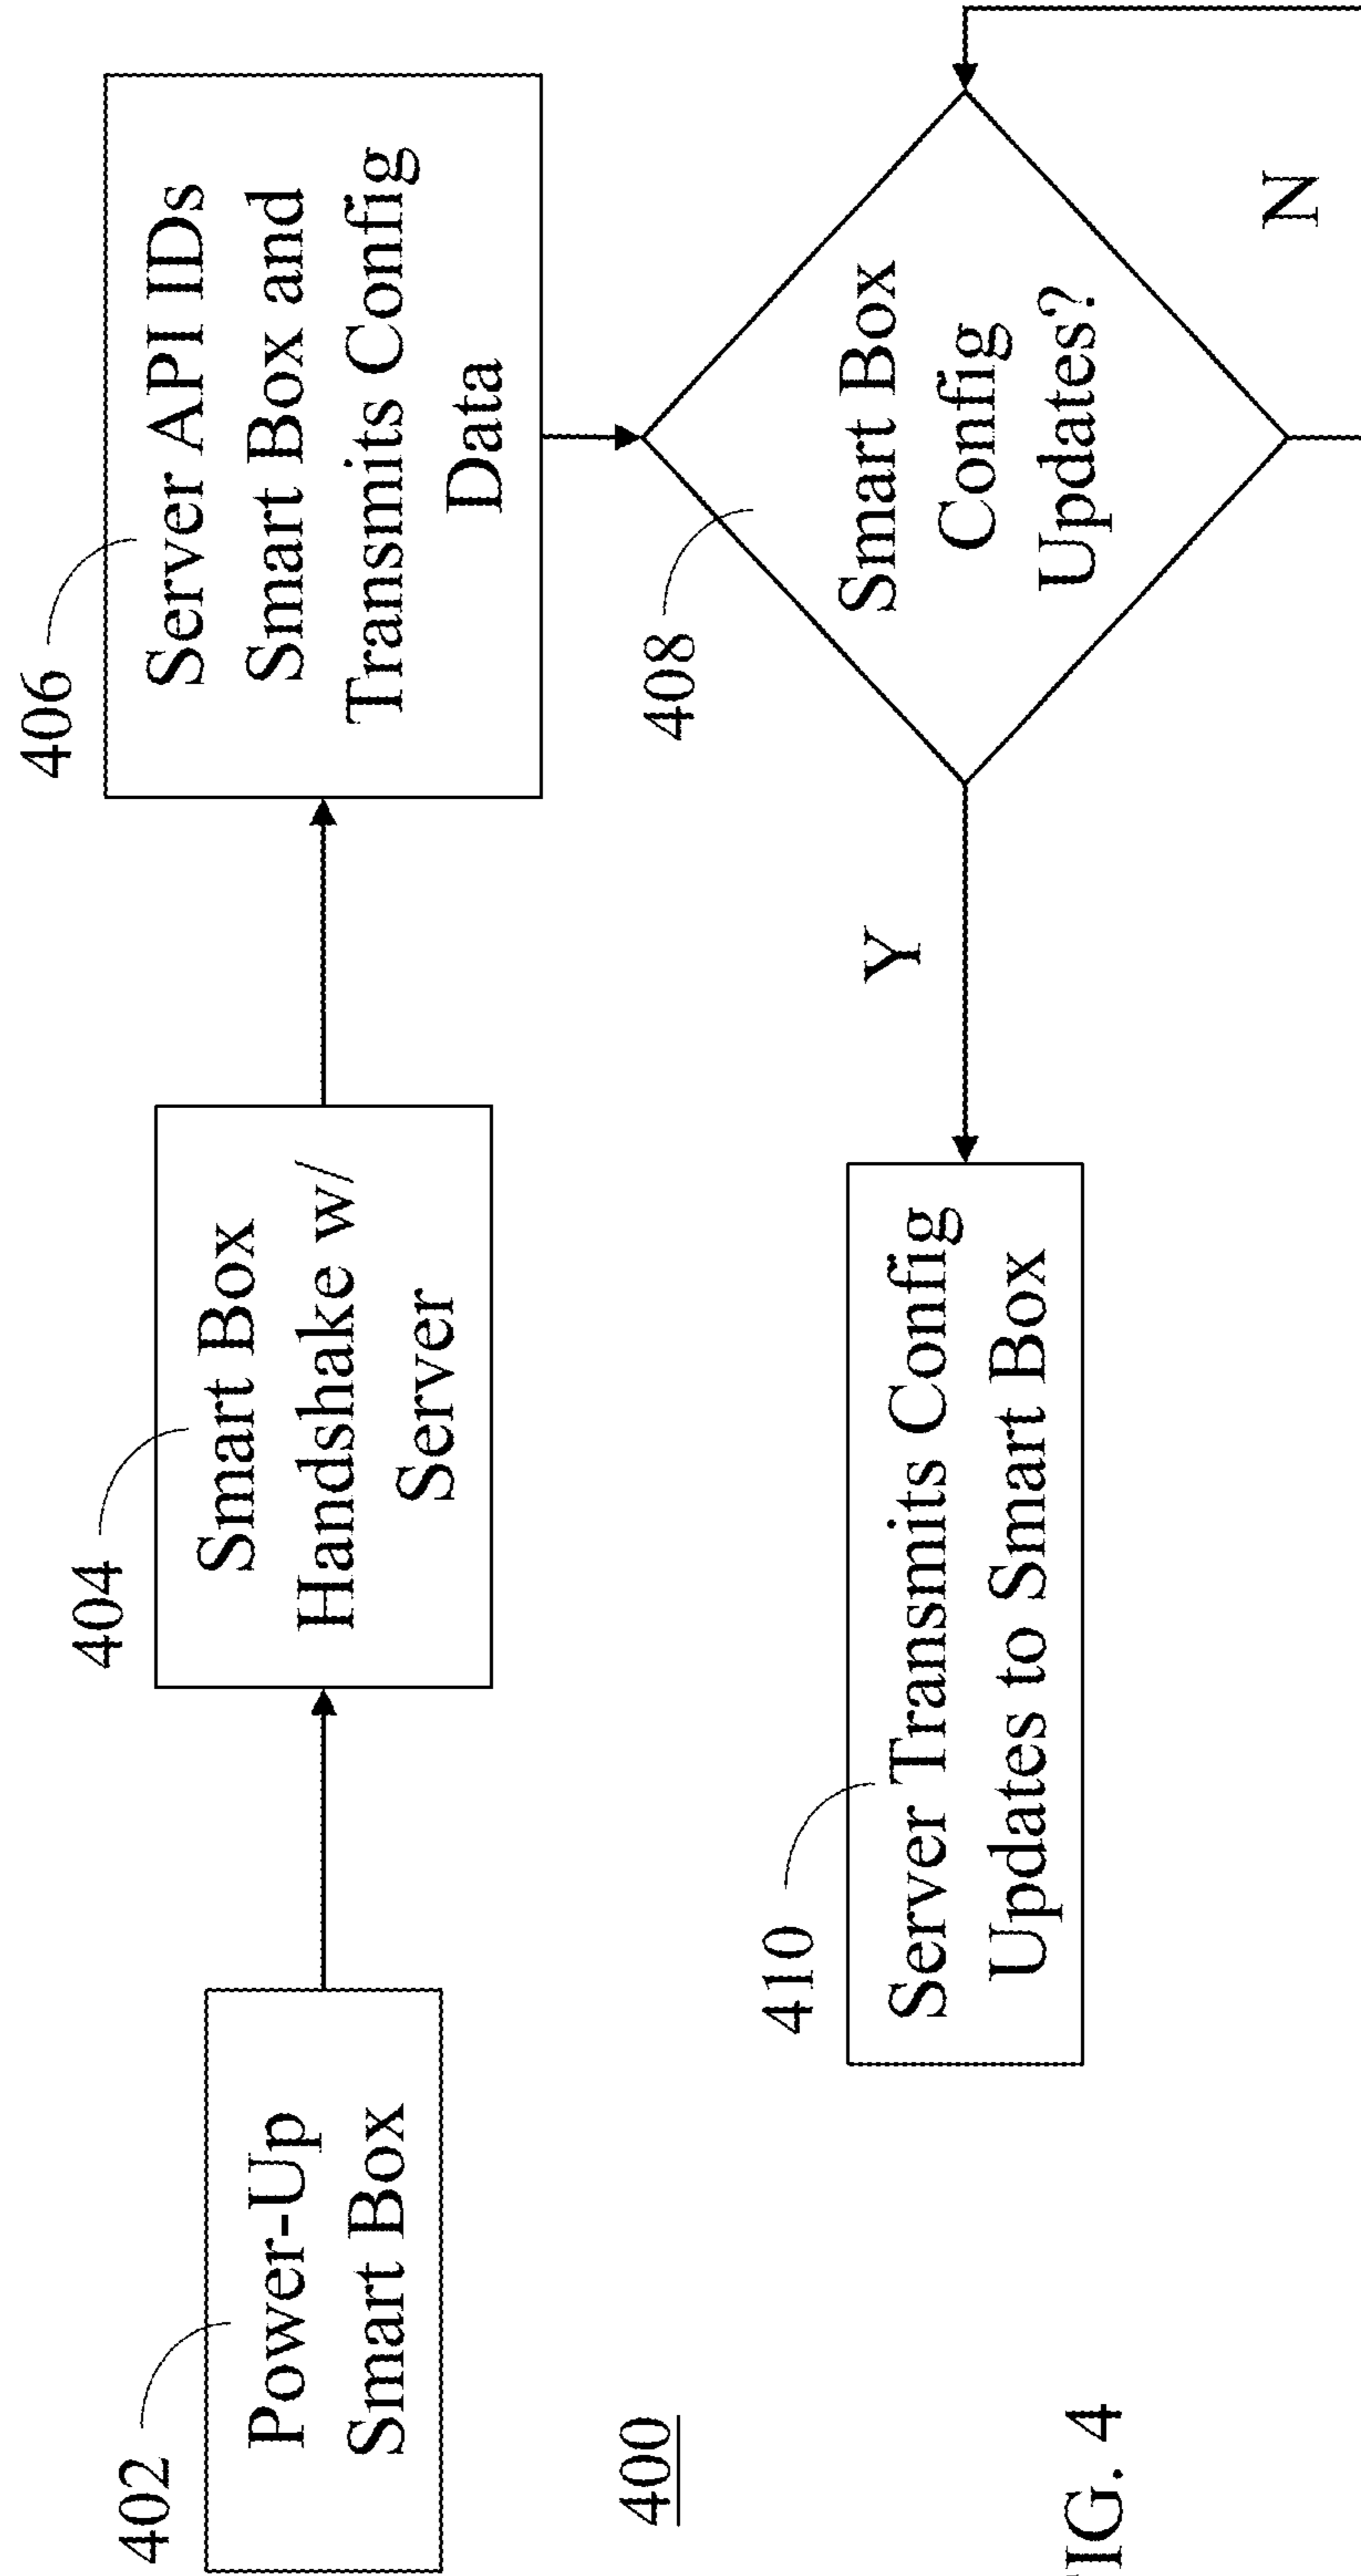 402
Power-Up
Smart Box
404
Smart Box
Handshake w/
Server
406
Server API IDs
Smart Box and
Transmits Config
Data
408
Smart Box
Config
Updates?
Y
N
410
Server Transmits Config
Updates to Smart Box
400
IG. 4